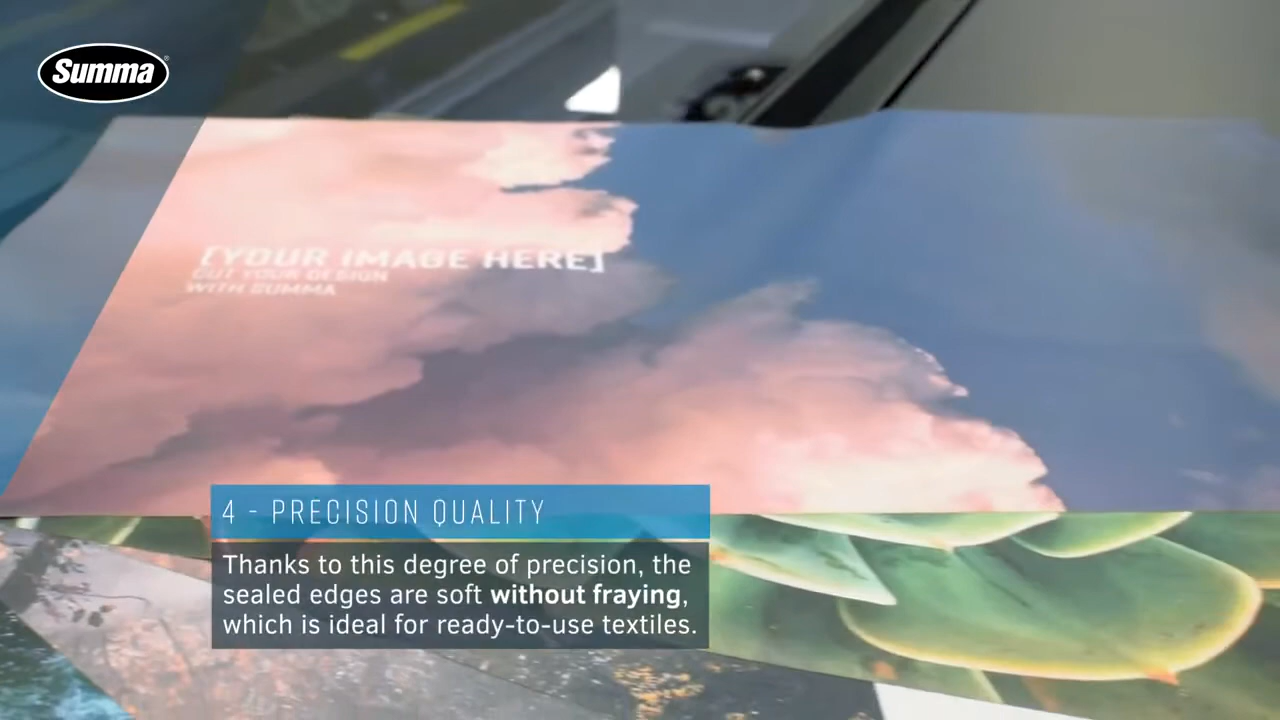 Summa
[YOUR IMAGE HERE]
CUT YOUR DESIGN
WITH SUMMA
4 - PRECISION QUALITY
Thanks to this degree of precision, the
sealed edges are soft without fraying,
which is ideal for ready-to-use textiles.